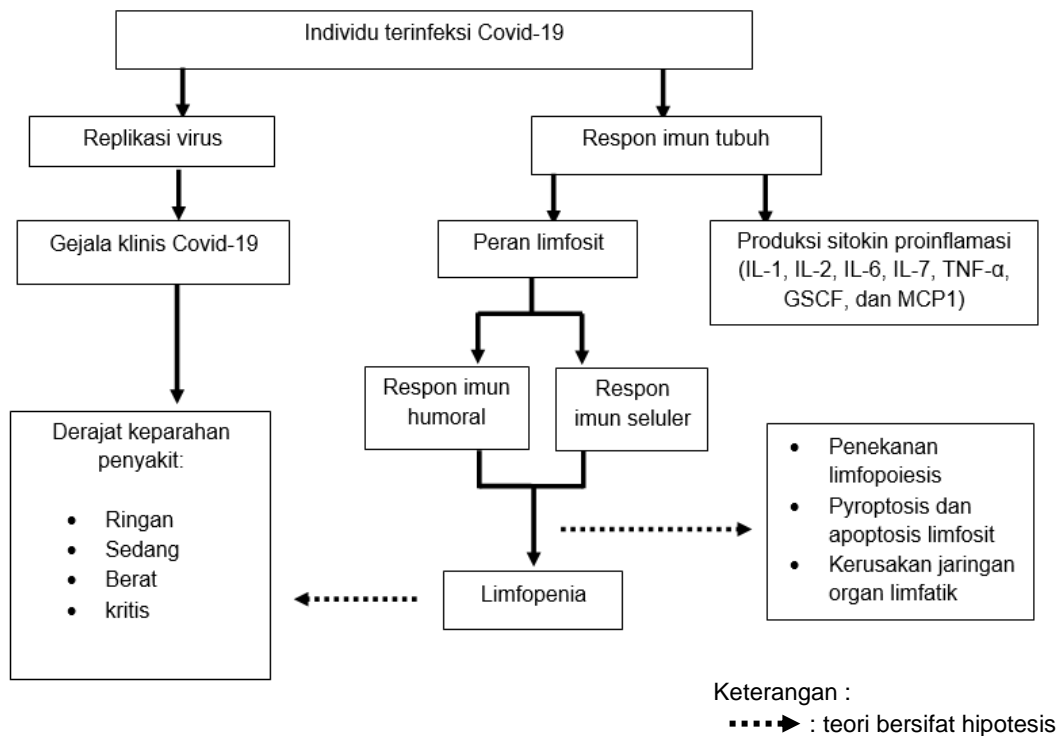 Individu terinfeksi Covid-19
Replikasi virus
Respon imun tubuh
Gejala klinis Covid-19
Peran limfosit
Produksi sitokin proinflamasi
(IL-1, IL-2, IL-6, IL-7, TNF-α,
GSCF, dan MCP1)
Respon imun
humoral
Respon
imun seluler
Derajat keparahan
penyakit:
• Ringan
• Sedang
• Berat
• kritis
• Penekanan
limfopoiesis
• Pyroptosis dan
apoptosis limfosit
• Kerusakan jaringan
organ limfatik
Limfopenia
Keterangan :
: teori bersifat hipotesis